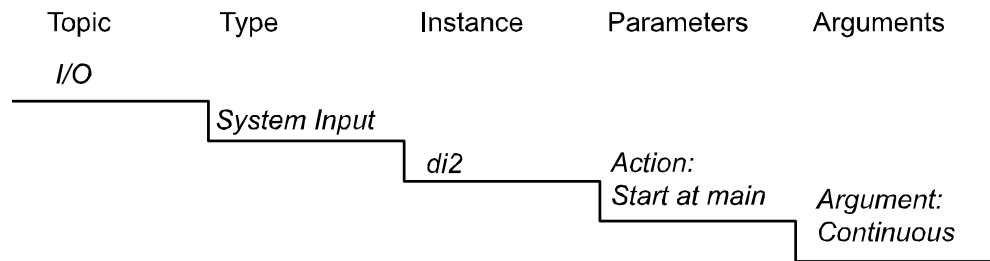 Topic Type Instance Parameters Arguments
I/O
System Input
di2
Action:
Start at main
Argument:
Continuous